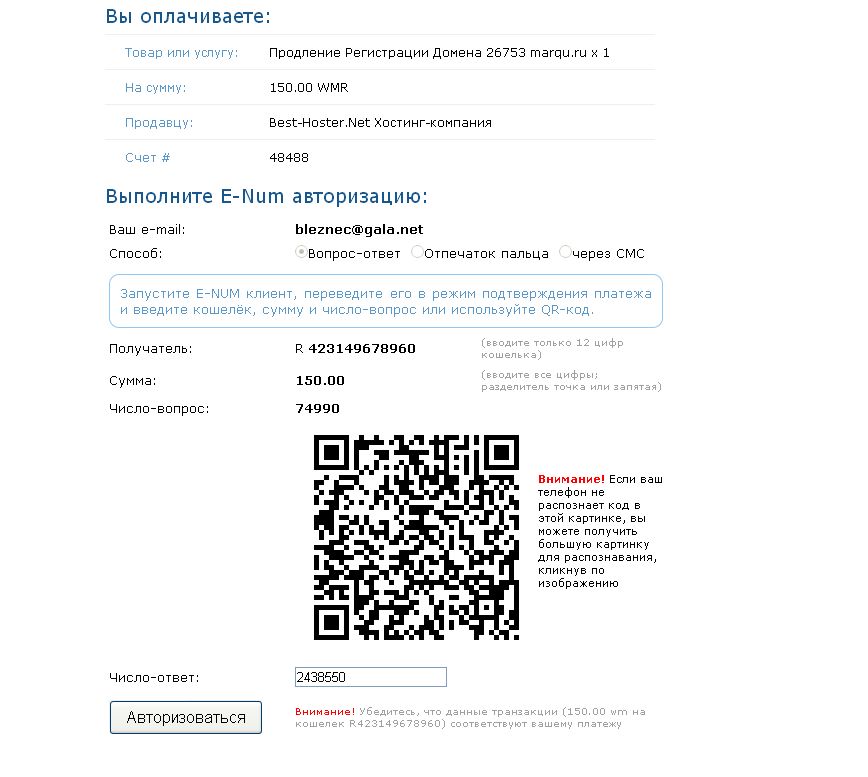 Вы оплачиваете:
Товар или услугу: Продление Регистрации Домена 26753 marqu.ru x 1
На сумму: 150.00 WMR
Продавцу: Best-Hoster.Net Хостинг-компания
Счет # 48488
Выполните E-Num авторизацию:
Ваш e-mail: bleznec@gala.net
Способ: Вопрос-ответ Отпечаток пальца через СМС
Запустите E-NUM клиент, переведите его в режим подтверждения платежа
и введите кошелёк, сумму и число-вопрос или используйте QR-код.
Получатель: R 423149678960 (вводите только 12 цифр
кошелька)
Сумма: 150.00 (вводите все цифры;
разделитель точка или запятая)
Число-вопрос: 74990
Внимание! Если ваш
телефон не
распознает код в
этой картинке, вы
можете получить
большую картинку
для распознавания,
кликнув по
изображению
Число-ответ: 2438550
Авторизоваться
Внимание! Убедитесь, что данные транзакции (150.00 wm на
кошелек R423149678960) соответствуют вашему платежу